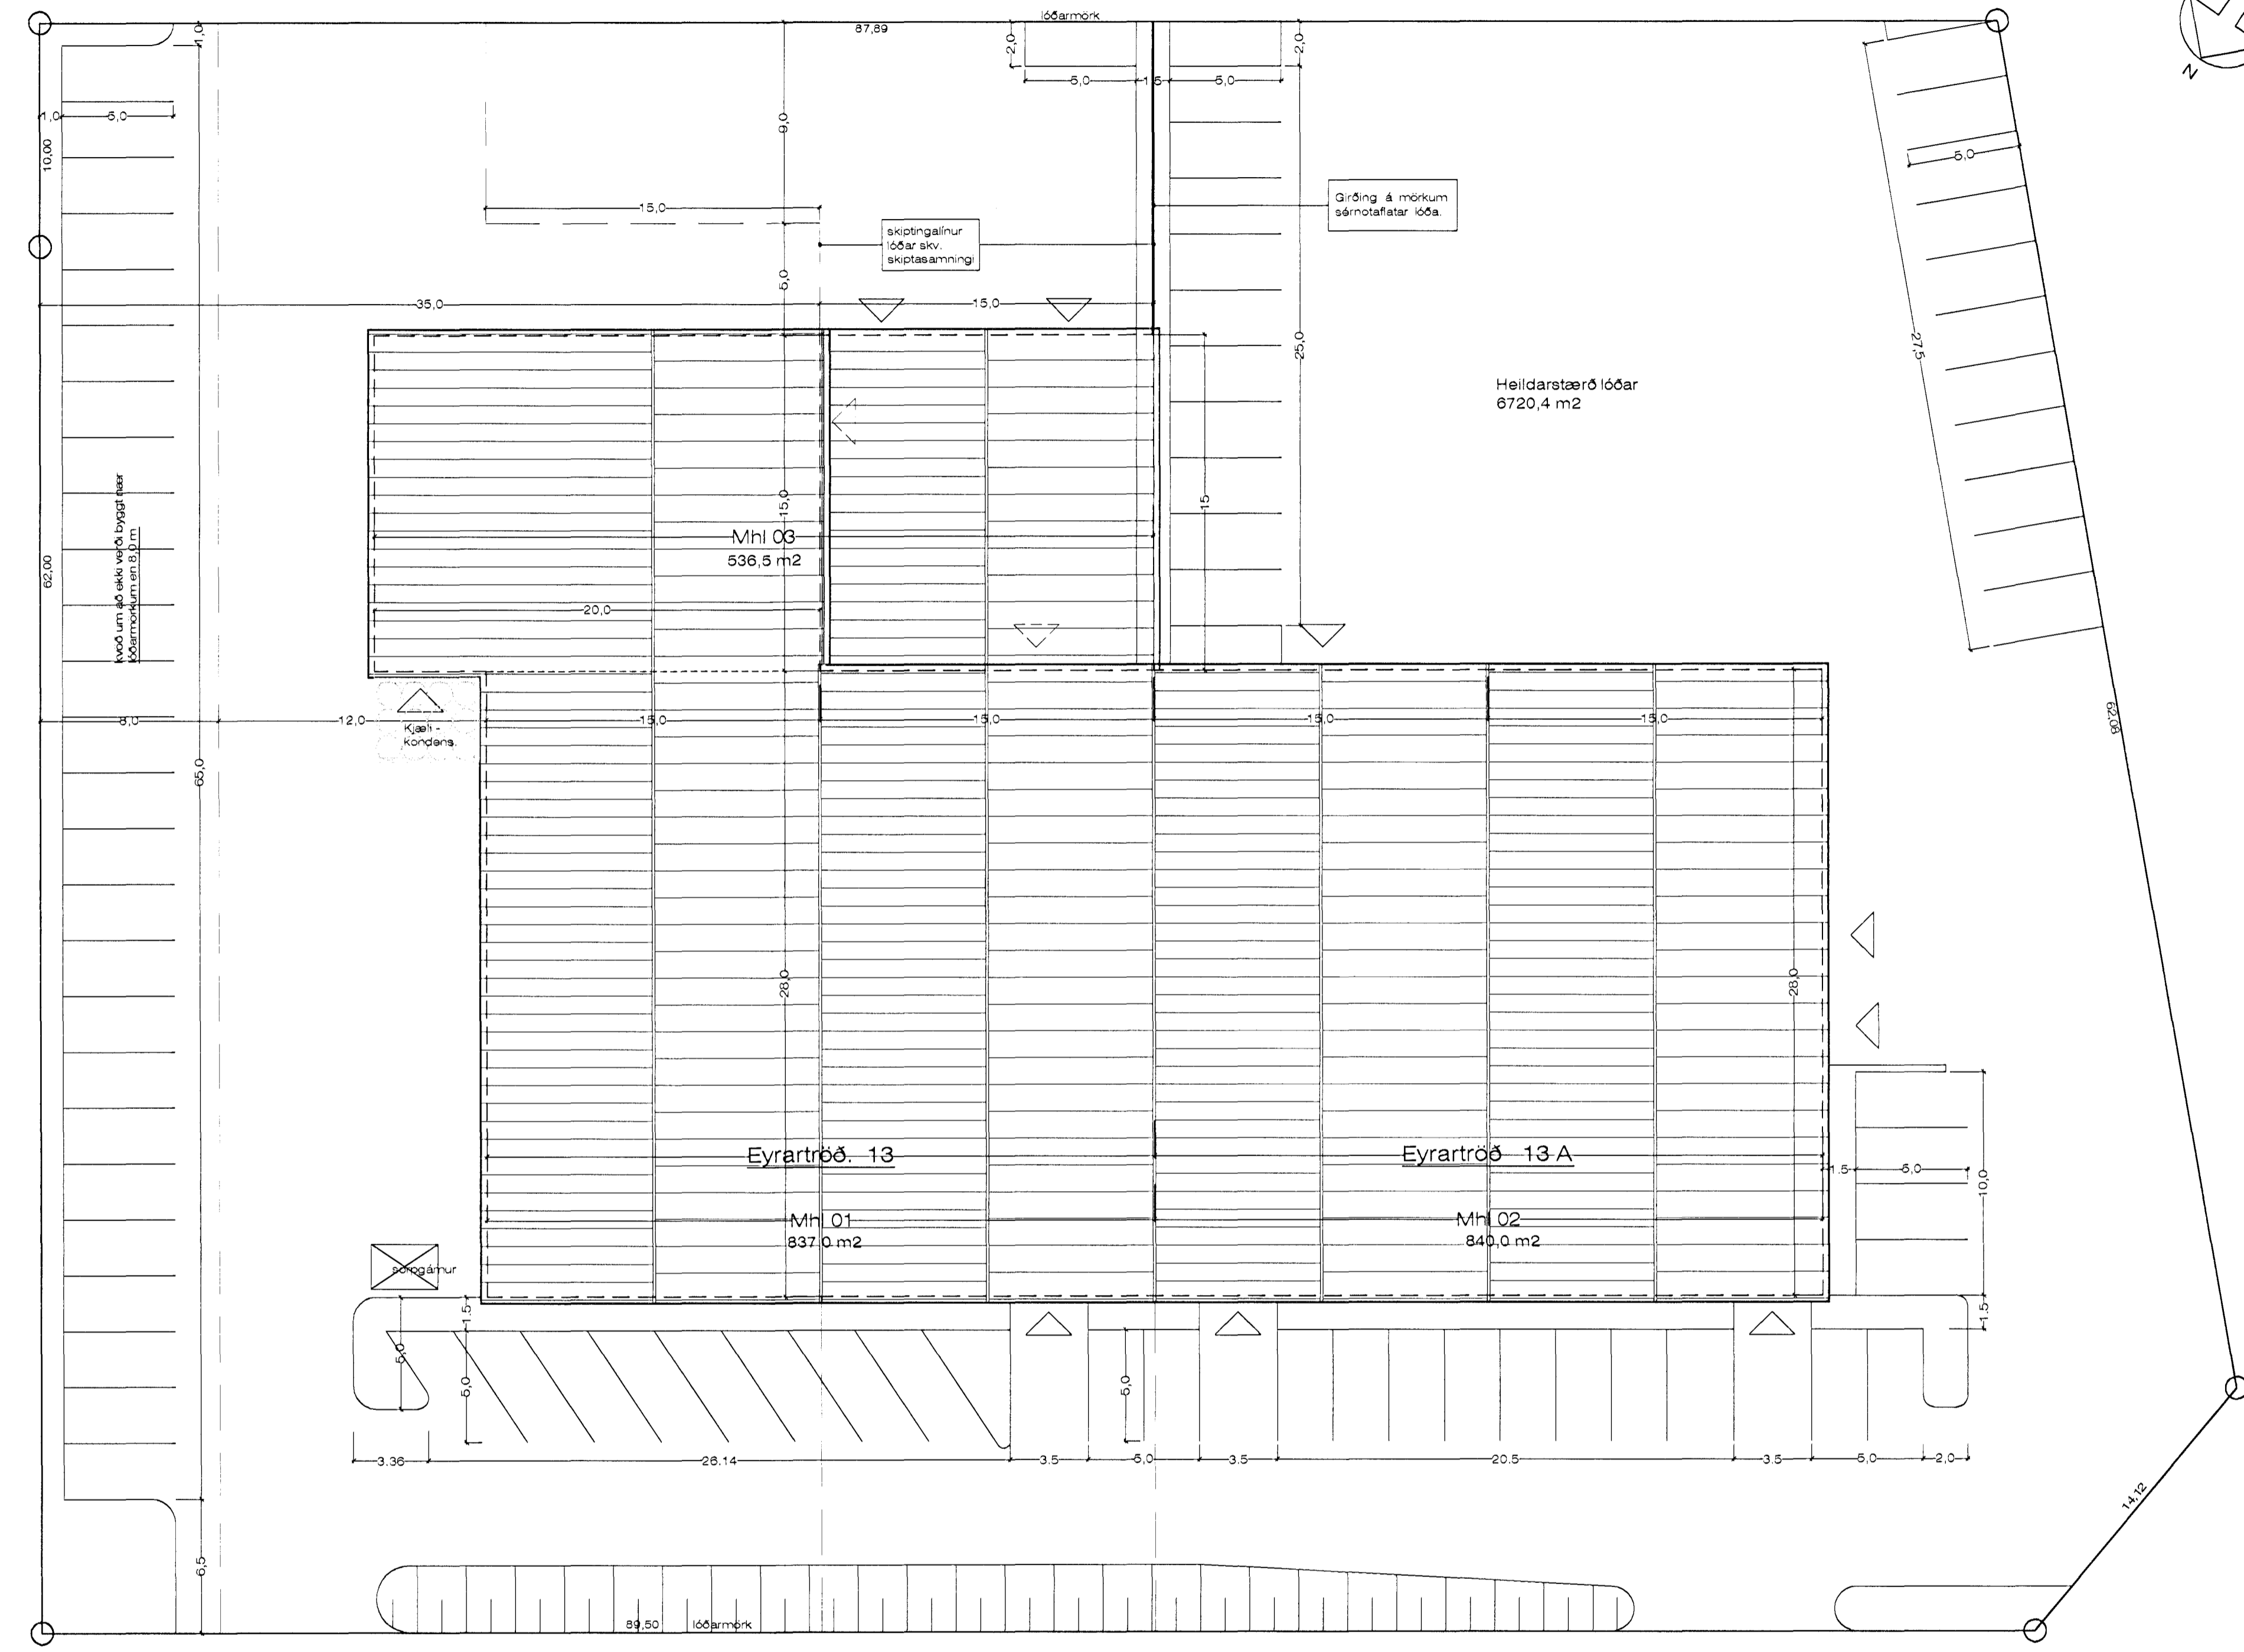 lóðarmörk
87,89
N
1,0
2,0
2,0
5,0 1.5 5,0
1,0 5,0
10,00
9,0
5,0
15,0
Girðing á mörkum
sérnotaflatar lóða.
skiptingalínur
lóðar skv.
skiptasamningi
5,0
35,0
15,0
25,0
27,5
Heildarstærð lóðar
6720,4 m2
15,0
15
Mhl 03
536,5 m2
20,0
62,00
kvöð um að ekki verði byggt nær
lóðarmörkum en 8,0 m
8,0
12,0
15,0
15,0
15,0
15,0
Kjæli -
kondens.
62,08
65,0
28,0
28,0
Eyrartröð. 13
Eyrartröð 13 A
1.5 5,0
10,0
Mhl 01
837,0 m2
Mhl 02
840,0 m2
sorpgámur
1.5
1.5
5,0
5,0
5,0
3.36
26.14
3.5
5,0
3.5
20.5
3.5
5,0
2,0
14,12
6,5
89,50 lóðarmörk